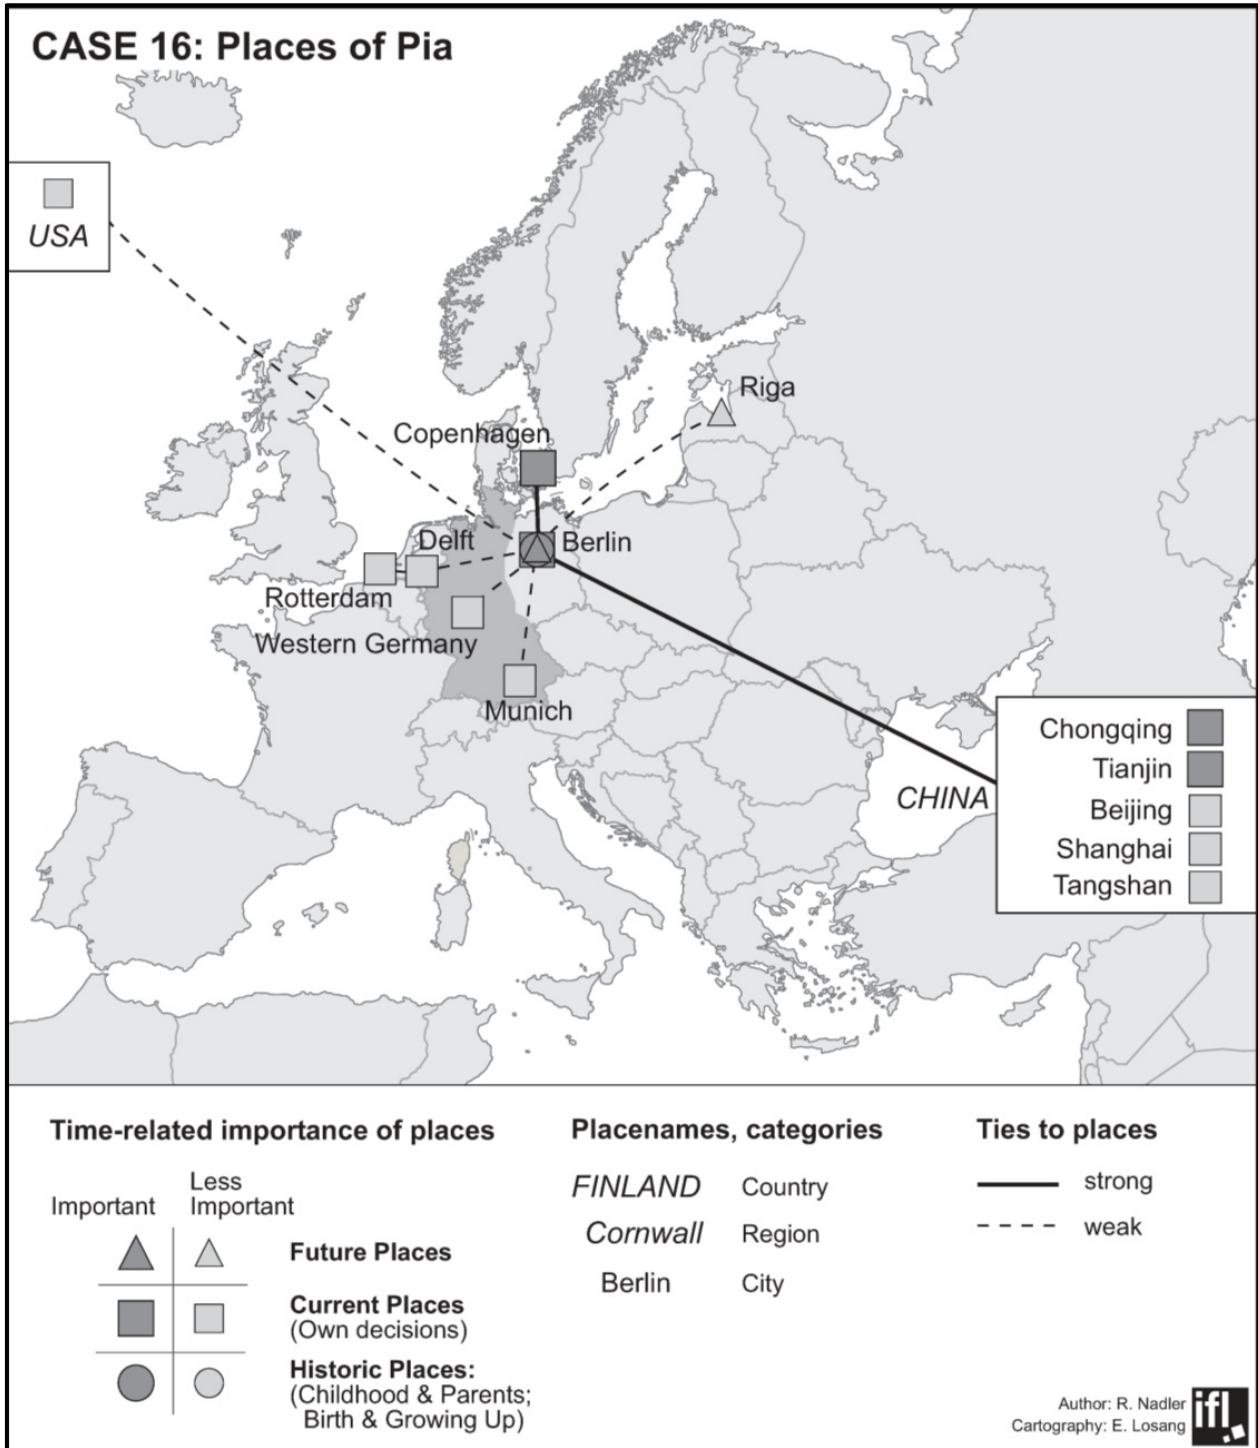 CASE 16: Places of Pia
USA
Riga
Copenhagen
Delft
Berlin
Rotterdam
Western Germany
Munich
CHINA
Chongqing
Tianjin
Beijing
Shanghai
Tangshan
Time-related importance of places
Important
Less
Important
Future Places
Current Places
(Own decisions)
Historic Places:
(Childhood & Parents;
Birth & Growing Up)
Placenames, categories
FINLAND Country
Cornwall Region
Berlin City
Ties to places
strong
weak
Author: R. Nadler
Cartography: E. Losang
ifl